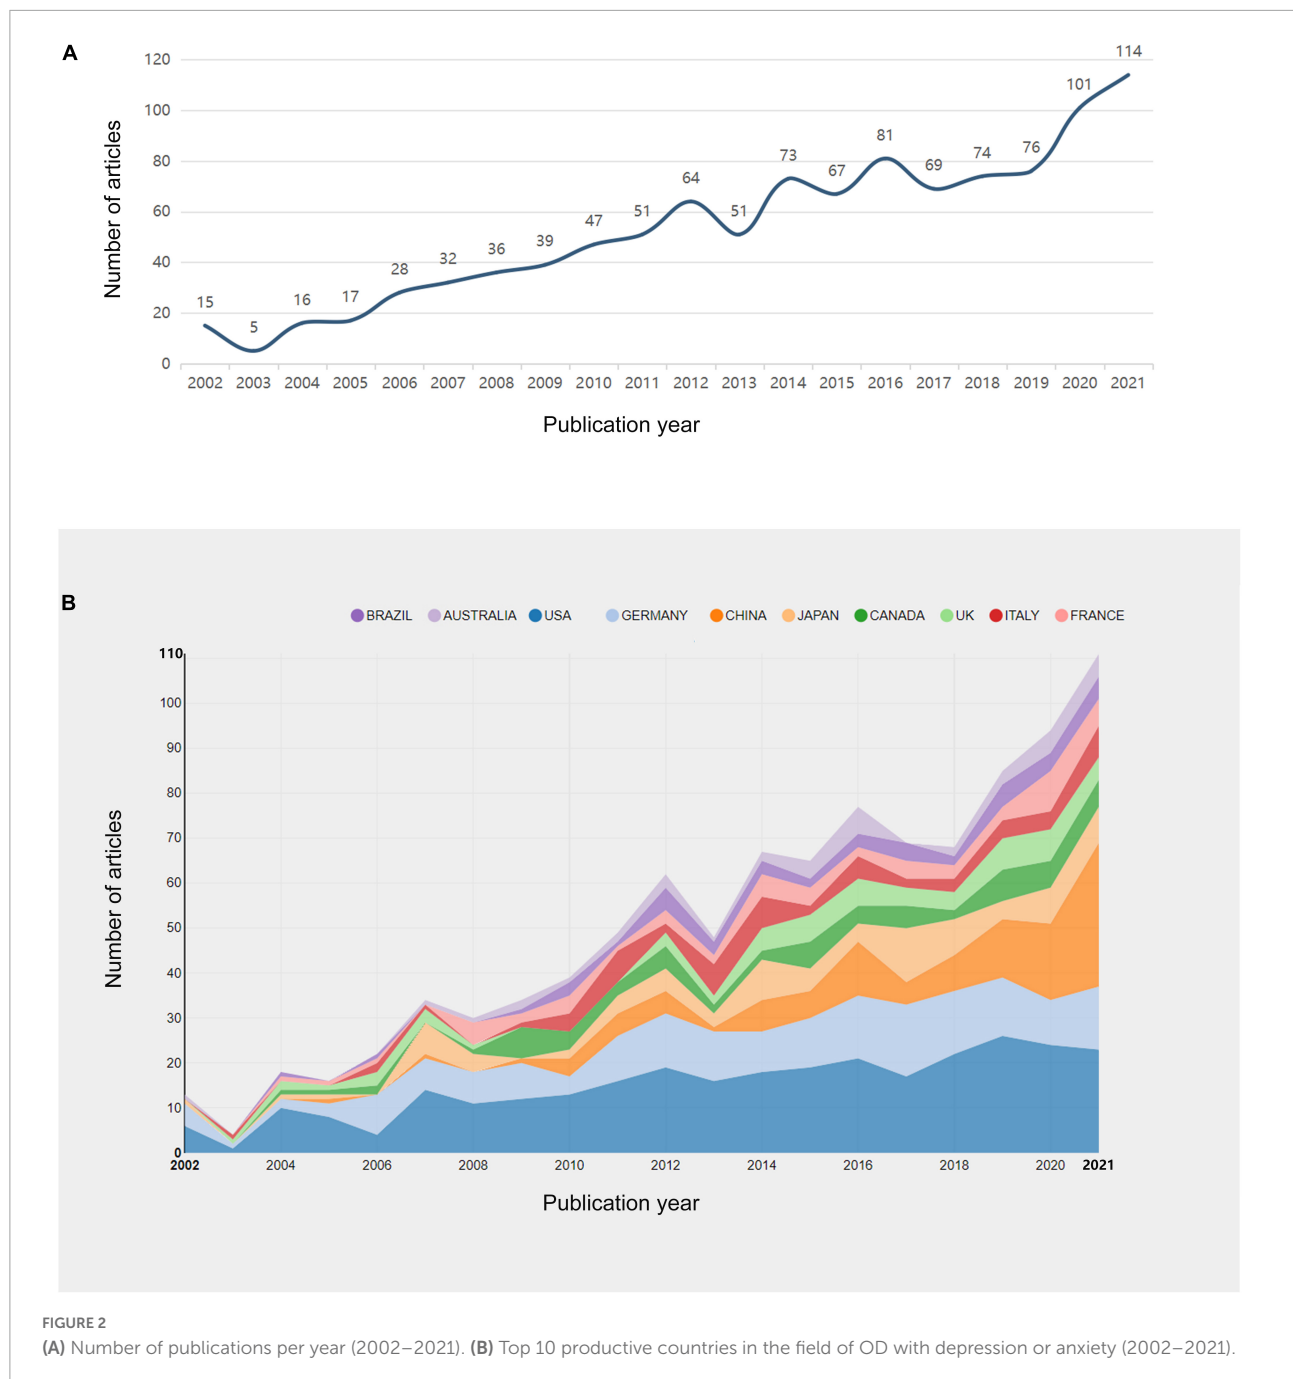 A
120
100
80
60
40
20
0
Number of articles
15 5 16 17 28 32 36 39 47 51 64 51 73 67 81 69 74 76 101 114
2002 2003 2004 2005 2006 2007 2008 2009 2010 2011 2012 2013 2014 2015 2016 2017 2018 2019 2020 2021
Publication year
B
BRAZIL AUSTRALIA USA GERMANY CHINA JAPAN CANADA UK ITALY FRANCE
110
100
90
80
70
60
50
40
30
20
10
0
Number of articles
2002 2004 2006 2008 2010 2012 2014 2016 2018 2020 2021
Publication year
FIGURE 2
(A) Number of publications per year (2002–2021). (B) Top 10 productive countries in the field of OD with depression or anxiety (2002–2021).